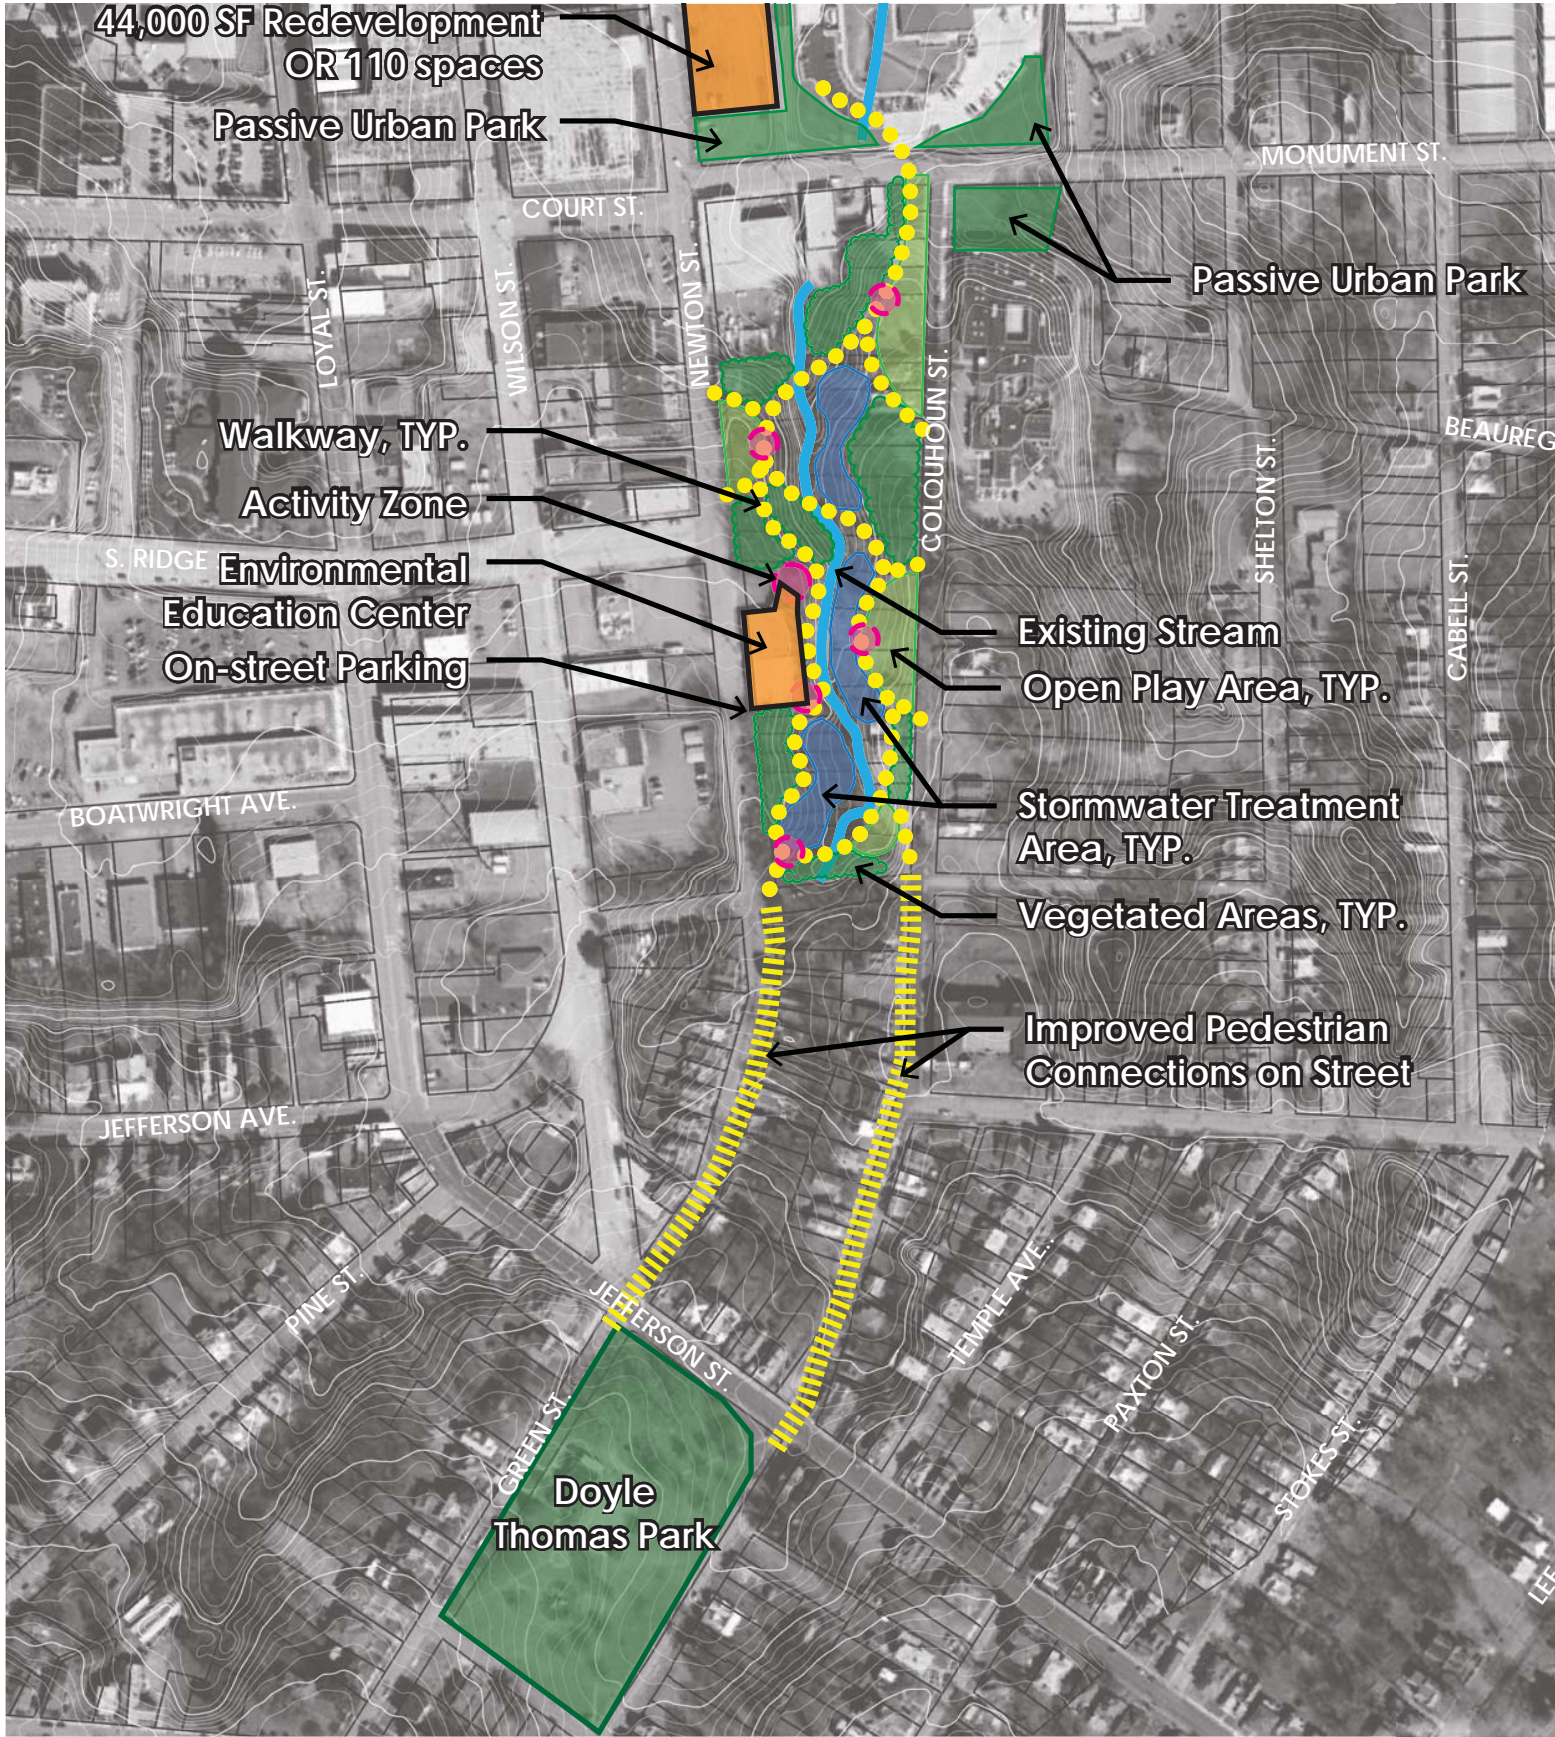 44,000 SF Redevelopment
OR 110 spaces
Passive Urban Park
MONUMENT ST.
COURT ST.
Passive Urban Park
LOYAL ST.
WILSON ST.
NEWTON ST.
COLQUHOUN ST.
BEAUREG
SHELTON ST.
CABELL ST.
Walkway, TYP.
Activity Zone
S. RIDGE
Environmental
Education Center
On-street Parking
Existing Stream
Open Play Area, TYP.
BOATWRIGHT AVE.
Stormwater Treatment
Area, TYP.
Vegetated Areas, TYP.
Improved Pedestrian
Connections on Street
JEFFERSON AVE.
PINE ST.
JEFFERSON ST.
TEMPLE AVE..
PAXTON ST.
GREEN ST.
STOKES ST.
Doyle
Thomas Park
LEE